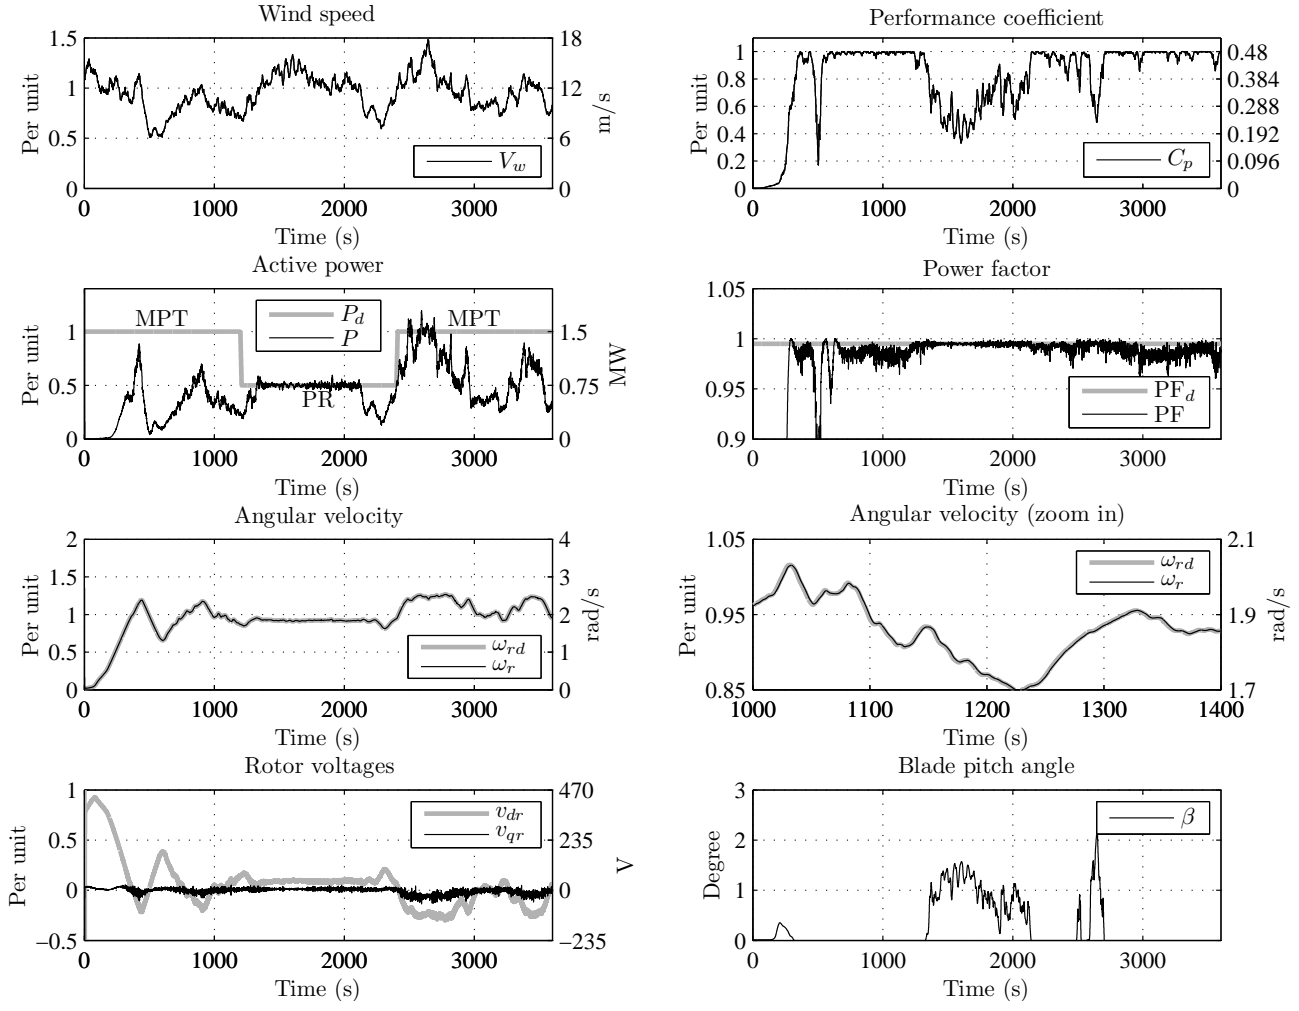 Wind speed
Per unit
1.5
1
0.5
0
18
12
6
0
m/s
V_w
0 1000 2000 3000
Time (s)
Performance coefficient
Per unit
1
0.8
0.6
0.4
0.2
0
0.48
0.384
0.288
0.192
0.096
0
C_p
0 1000 2000 3000
Time (s)
Active power
Per unit
1
0.5
0
1.5
0.75
0
MW
MPT
MPT
PR
P_d
P
0 1000 2000 3000
Time (s)
Power factor
Per unit
1.05
1
0.95
0.9
PF_d
PF
0 1000 2000 3000
Time (s)
Angular velocity
Per unit
2
1.5
1
0.5
0
4
3
2
1
0
rad/s
ω_rd
ω_r
0 1000 2000 3000
Time (s)
Angular velocity (zoom in)
Per unit
1.05
0.95
0.85
2.1
1.9
1.7
rad/s
ω_rd
ω_r
1000 1100 1200 1300 1400
Time (s)
Rotor voltages
Per unit
1
0.5
0
−0.5
470
235
0
−235
V
v_dr
v_qr
0 1000 2000 3000
Time (s)
Blade pitch angle
Degree
3
2
1
0
β
0 1000 2000 3000
Time (s)